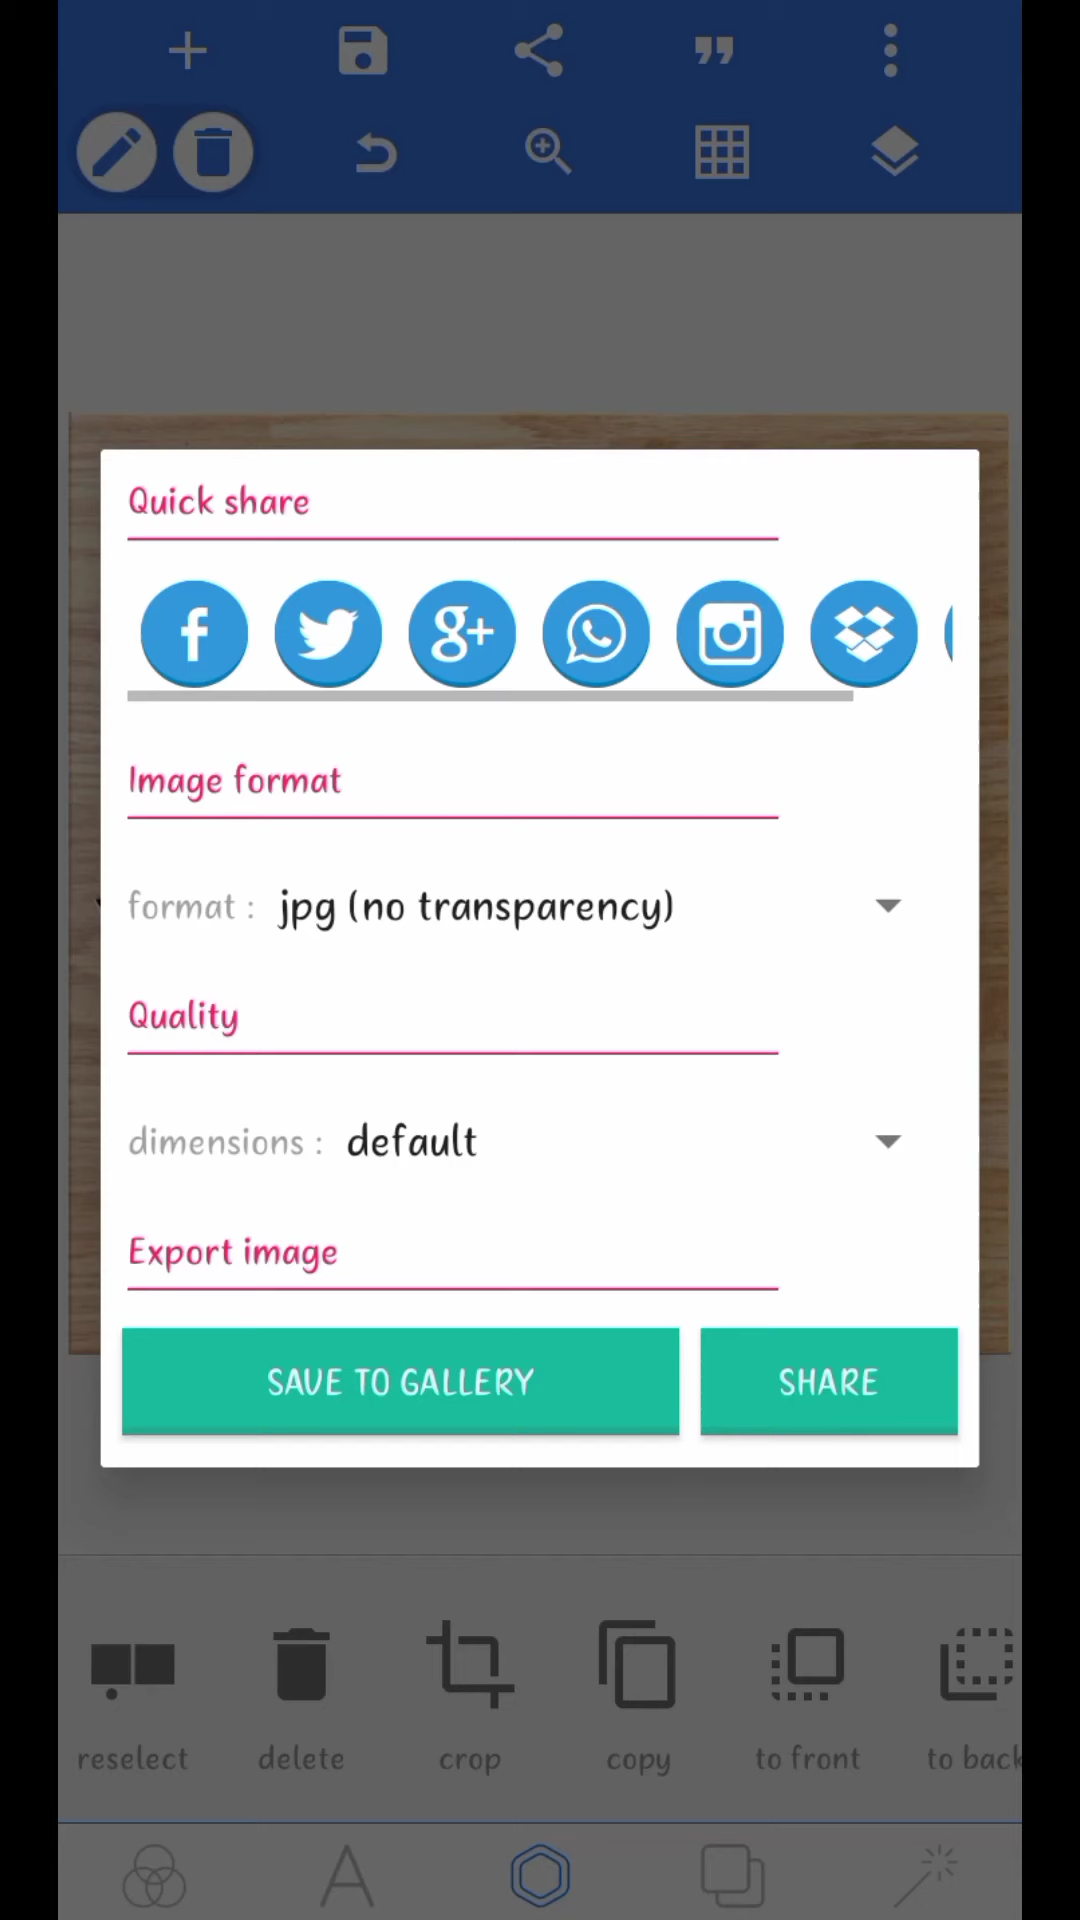 Quick share
Image format
format : jpg (no transparency)
Quality
dimensions : default
Export image
SAVE TO GALLERY SHARE
reselect delete crop copy to front to back